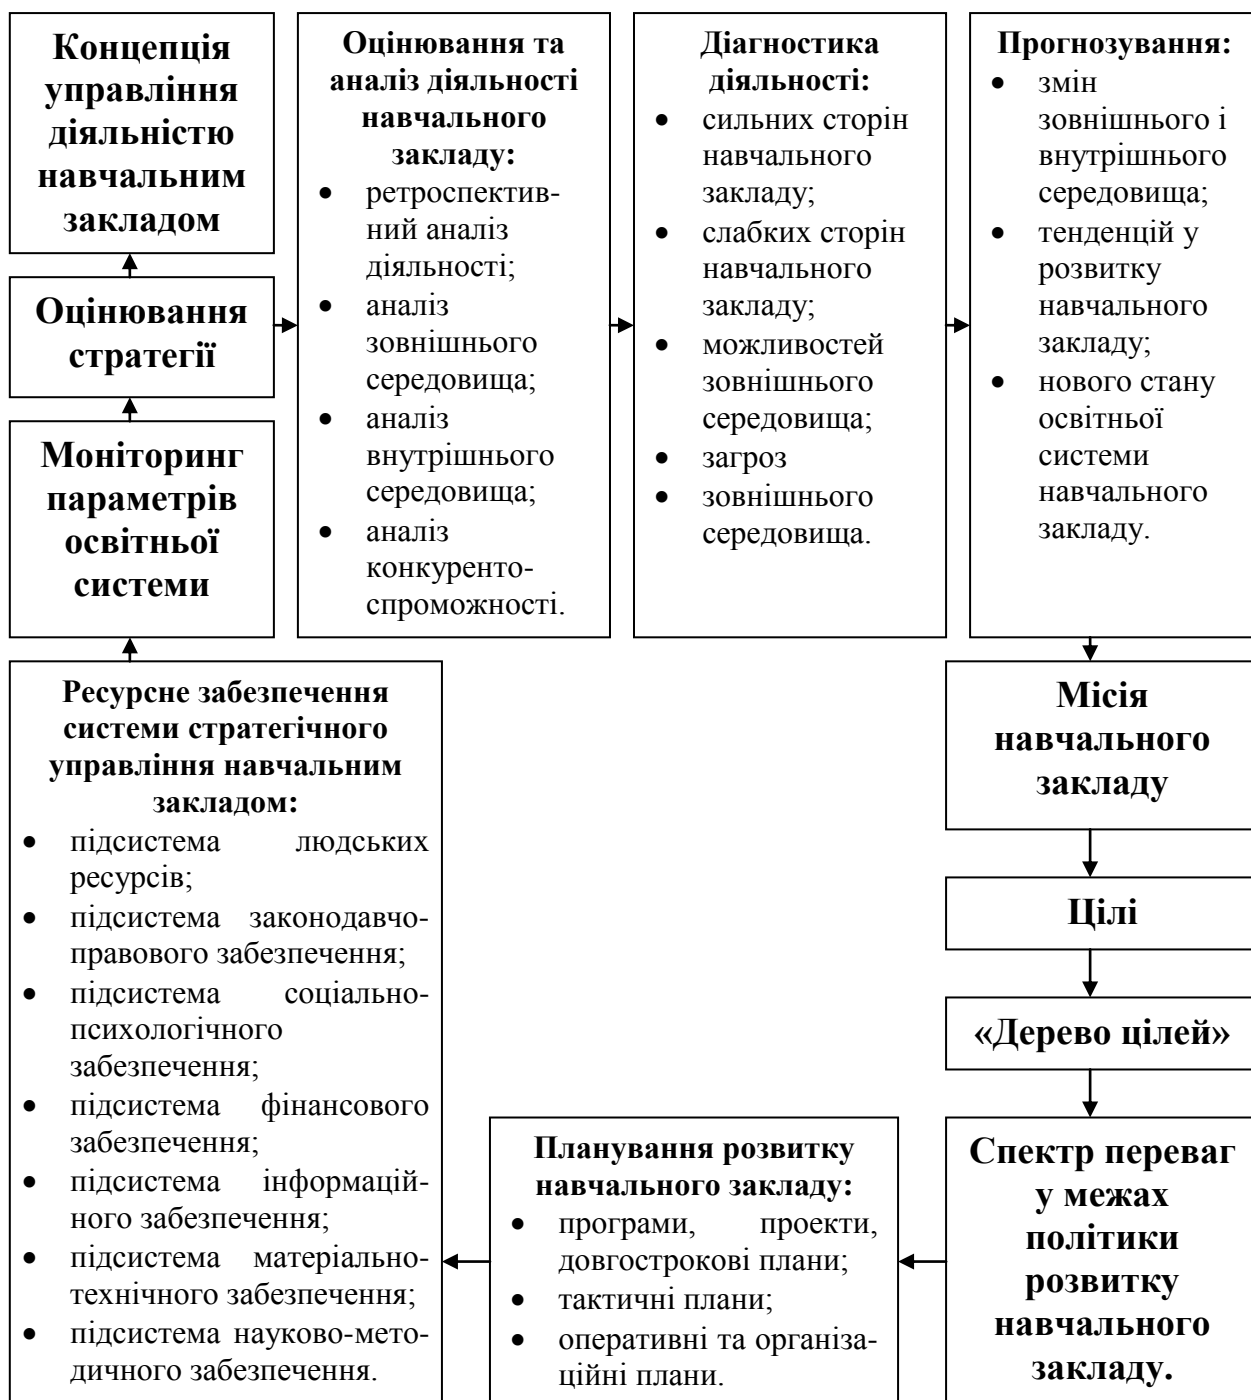 Концепція
управління
діяльністю
навчальним
закладом
Оцінювання
стратегії
Моніторинг
параметрів
освітньої
системи
Оцінювання та
аналіз діяльності
навчального
закладу:
• ретроспектив-
ний аналіз
діяльності;
• аналіз
зовнішнього
середовища;
• аналіз
внутрішнього
середовища;
• аналіз
конкуренто-
спроможності.
Діагностика
діяльності:
• сильних сторін
навчального
закладу;
• слабких сторін
навчального
закладу;
• можливостей
зовнішнього
середовища;
• загроз
• зовнішнього
середовища.
Прогнозування:
• змін
зовнішнього і
внутрішнього
середовища;
• тенденцій у
розвитку
навчального
закладу;
• нового стану
освітньої
системи
навчального
закладу.
Місія
навчального
закладу
Цілі
«Дерево цілей»
Спектр переваг
у межах
політики
розвитку
навчального
закладу.
Планування розвитку
навчального закладу:
• програми, проекти,
довгострокові плани;
• тактичні плани;
• оперативні та організа-
ційні плани.
Ресурсне забезпечення
системи стратегічного
управління навчальним
закладом:
• підсистема людських
ресурсів;
• підсистема законодавчо-
правового забезпечення;
• підсистема соціально-
психологічного
забезпечення;
• підсистема фінансового
забезпечення;
• підсистема інформацій-
ного забезпечення;
• підсистема матеріально-
технічного забезпечення;
• підсистема науково-мето-
дичного забезпечення.